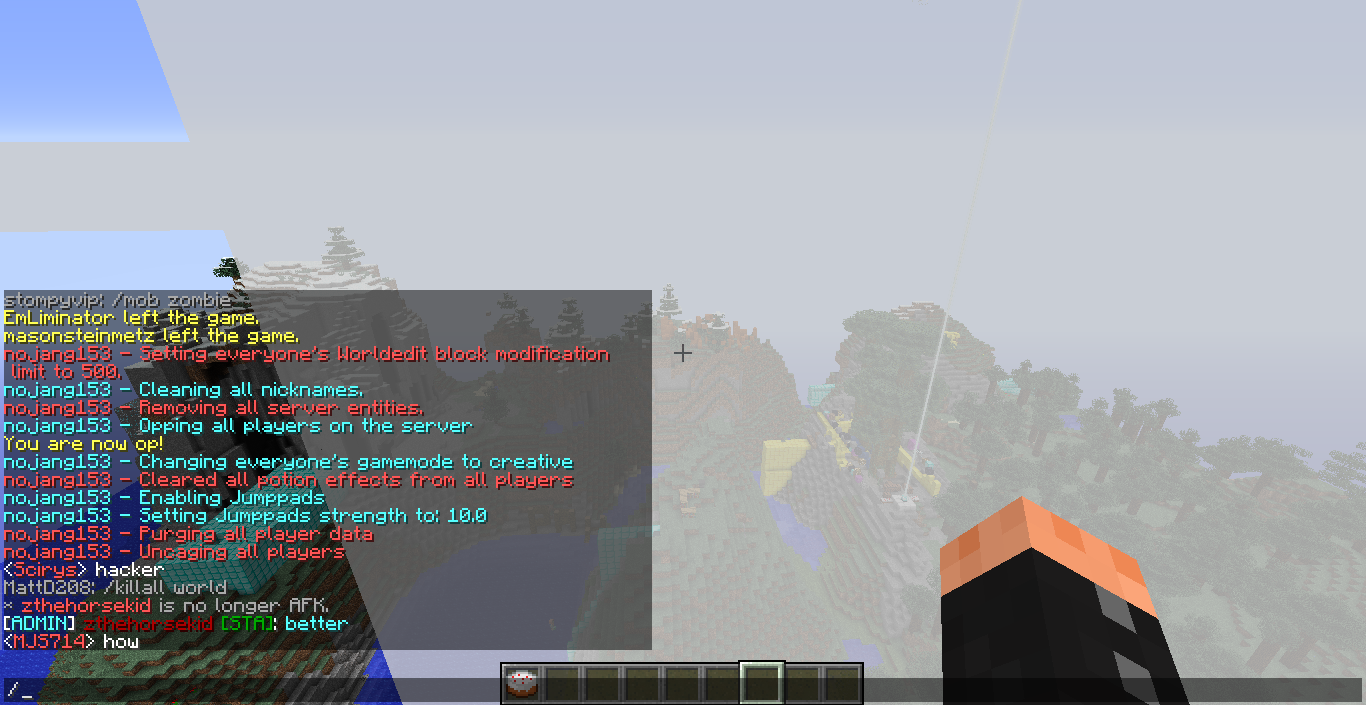 stompyvip: /mob zombie
EmLiminator left the game.
masonsteinmetz left the game.
nojang153 - Setting everyone's Worldedit block modification
limit to 500.
nojang153 - Cleaning all nicknames.
nojang153 - Removing all server entities.
nojang153 - Opping all players on the server
You are now op!
nojang153 - Changing everyone's gamemode to creative
nojang153 - Cleared all potion effects from all players
nojang153 - Enabling Jumppads
nojang153 - Setting Jumppads strength to: 10.0
nojang153 - Purging all player data
nojang153 - Uncaging all players
<Scirys> hacker
MattD208: /killall world
* zthehorsekid is no longer AFK.
[ADMIN] zthehorsekid [STA]: better
<MJS714> how
/_